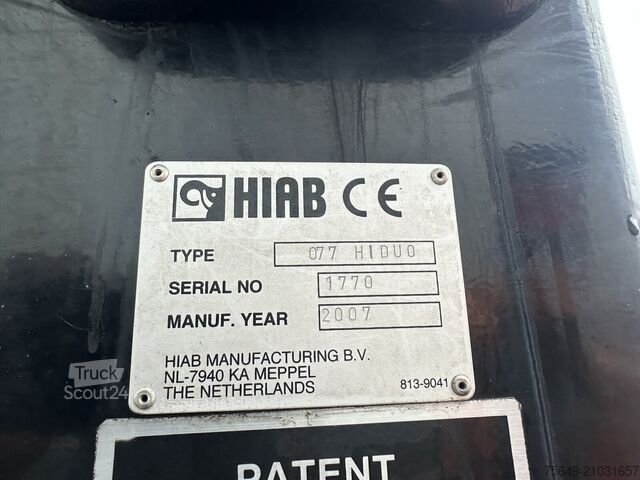 HIAB CE
TYPE 077 HIDUO
SERIAL NO 1770
MANUF. YEAR 2007
HIAB MANUFACTURING B.V.
NL-7940 KA MEPPEL
THE NETHERLANDS 813-9041
Truck
Scout24
PATENT
75649-21031657